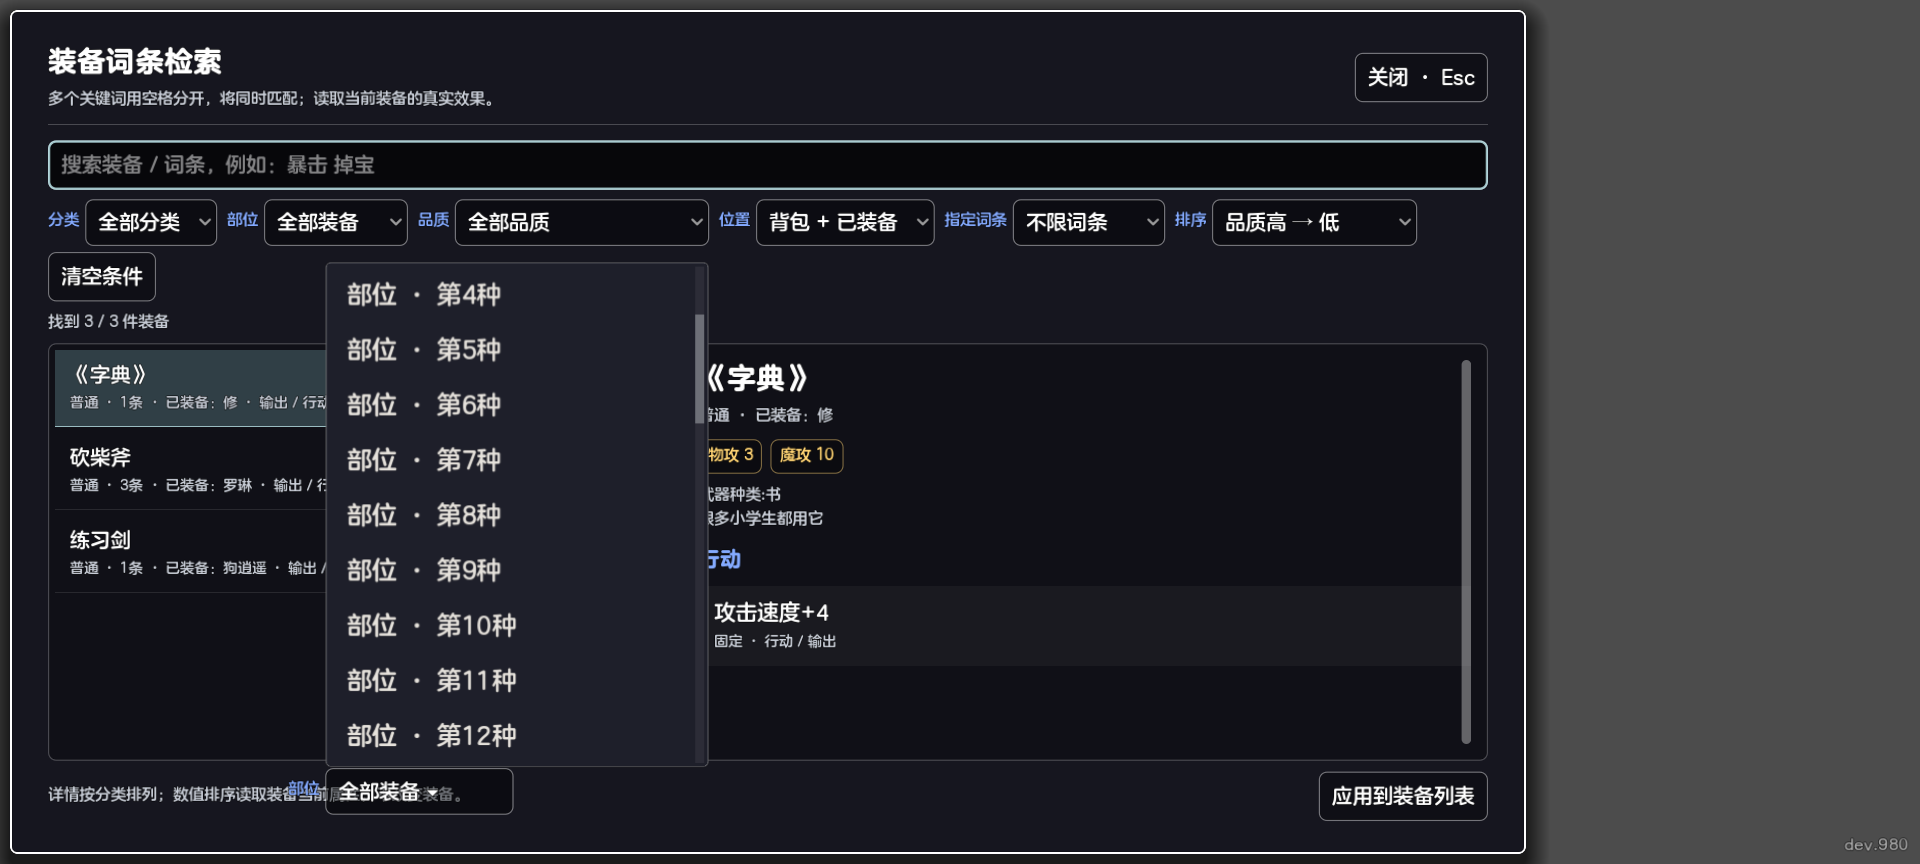 装备词条检索
关闭 · Esc
多个关键词用空格分开，将同时匹配；读取当前装备的真实效果。
搜索装备 / 词条，例如：暴击 掉宝
分类 全部分类 部位 全部装备 品质 全部品质 位置 背包 + 已装备 指定词条 不限词条 排序 品质高 → 低
清空条件
找到 3 / 3 件装备
《字典》
普通 · 1条 · 已装备：修 · 输出 / 行动
砍柴斧
普通 · 3条 · 已装备：罗琳 · 输出 / 行
练习剑
普通 · 1条 · 已装备：狗逍遥 · 输出 /
部位 · 第4种
部位 · 第5种
部位 · 第6种
部位 · 第7种
部位 · 第8种
部位 · 第9种
部位 · 第10种
部位 · 第11种
部位 · 第12种
《字典》
普通 · 已装备：修
物攻 3 魔攻 10
武器种类:书
很多小学生都用它
行动
攻击速度+4
固定 · 行动 / 输出
详情按分类排列；数值排序读取装备当前
部位 全部装备
装备。
应用到装备列表
dev.980